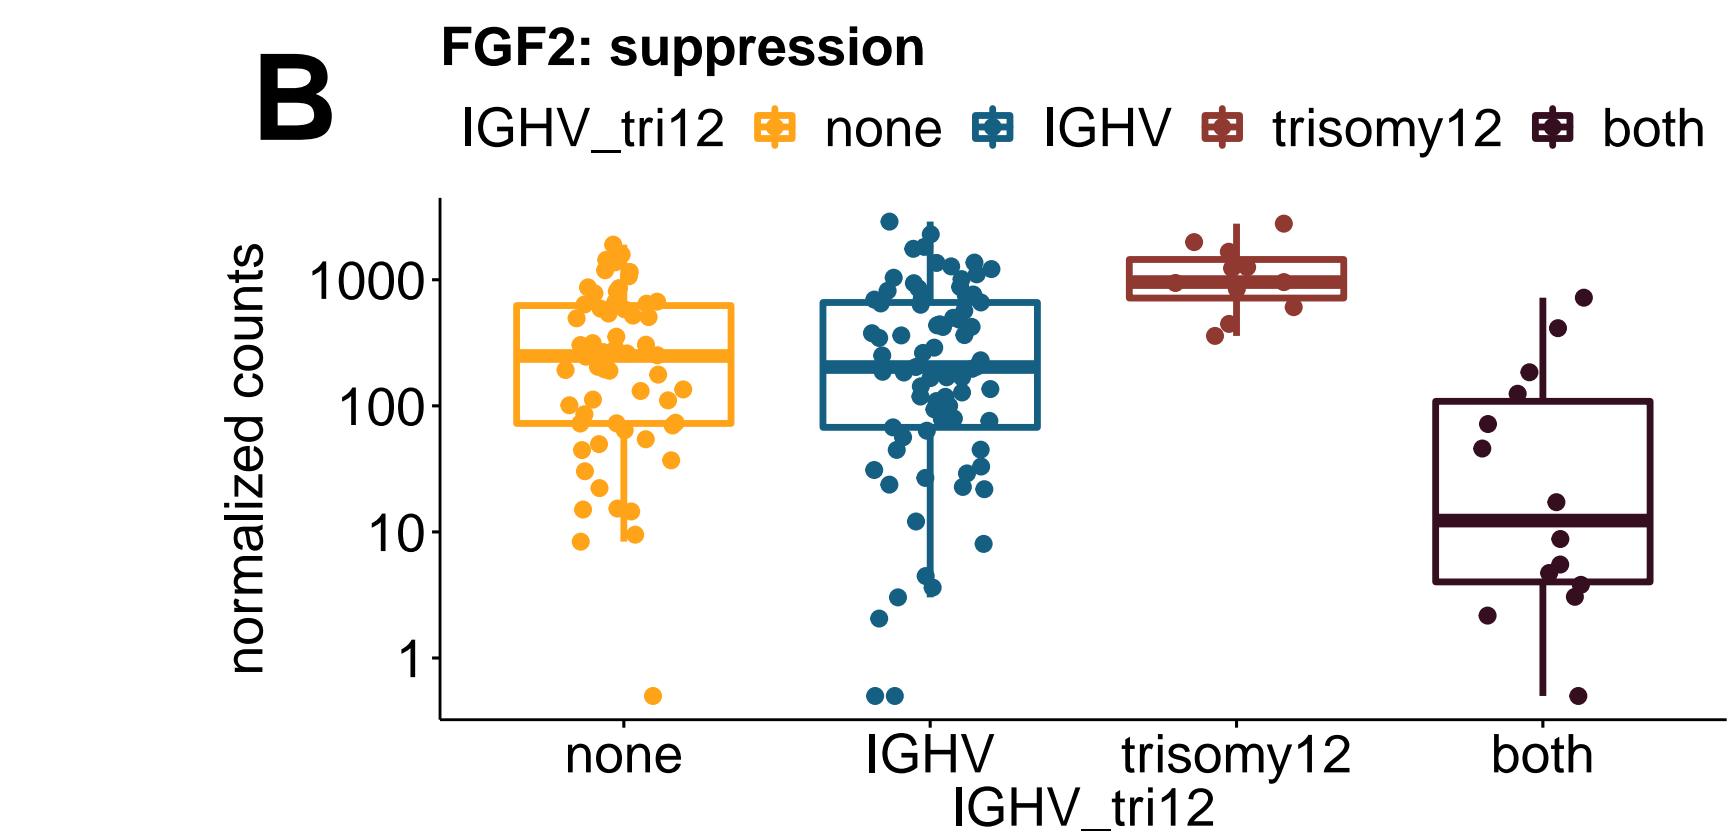 B
FGF2: suppression
IGHV_tri12 none IGHV trisomy12 both
normalized counts
1000
100
10
1
none IGHV trisomy12 both
IGHV_tri12